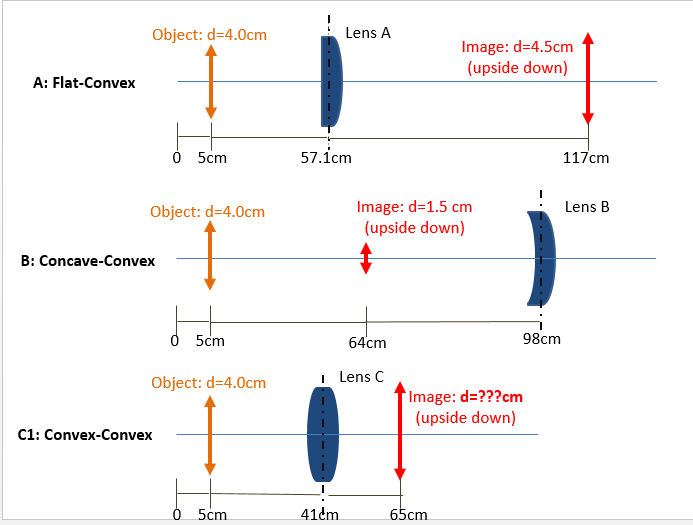 Object: d=4.0cm
Lens A
Image: d=4.5cm
(upside down)
A: Flat-Convex
0 5cm 57.1cm 117cm
Object: d=4.0cm
Image: d=1.5 cm
(upside down)
Lens B
B: Concave-Convex
0 5cm 64cm 98cm
Object: d=4.0cm
Lens C
Image: d=???cm
(upside down)
C1: Convex-Convex
0 5cm 41cm 65cm